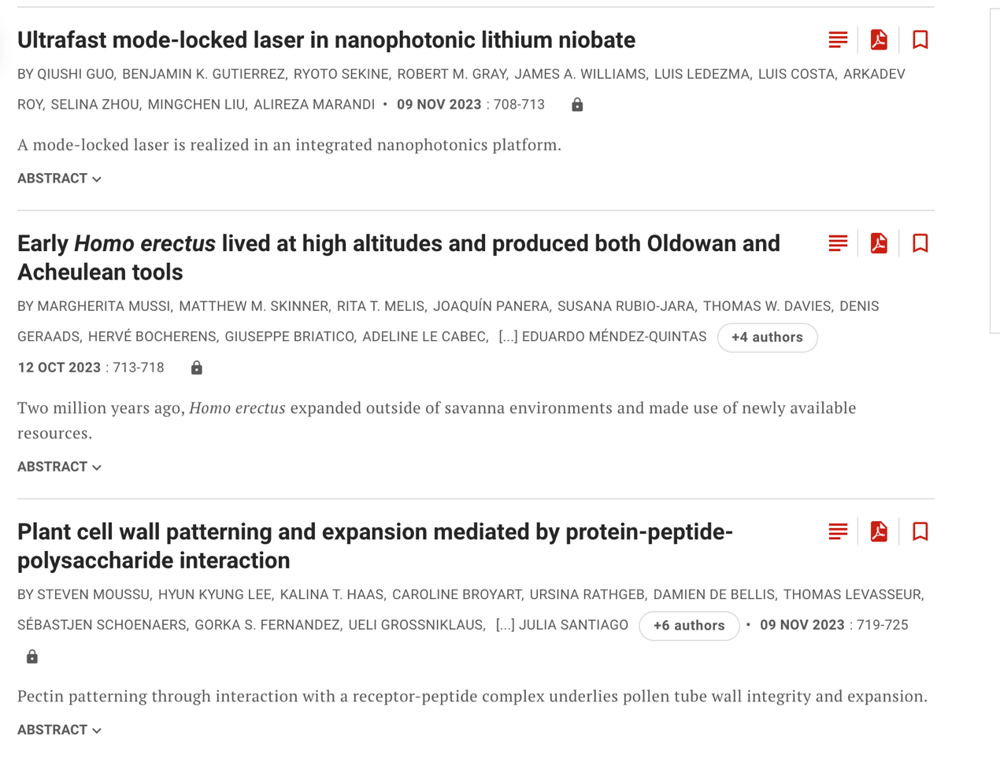 Ultrafast mode-locked laser in nanophotonic lithium niobate
BY QIUSHI GUO, BENJAMIN K. GUTIERREZ, RYOTO SEKINE, ROBERT M. GRAY, JAMES A. WILLIAMS, LUIS LEDEZMA, LUIS COSTA, ARKADEV
ROY, SELINA ZHOU, MINGCHEN LIU, ALIREZA MARANDI • 09 NOV 2023 : 708-713
A mode-locked laser is realized in an integrated nanophotonics platform.
ABSTRACT
Early Homo erectus lived at high altitudes and produced both Oldowan and
Acheulean tools
BY MARGHERITA MUSSI, MATTHEW M. SKINNER, RITA T. MELIS, JOAQUÍN PANERA, SUSANA RUBIO-JARA, THOMAS W. DAVIES, DENIS
GERAADS, HERVÉ BOCHERENS, GIUSEPPE BRIATICO, ADELINE LE CABEC, [...] EDUARDO MÉNDEZ-QUINTAS +4 authors
12 OCT 2023 : 713-718
Two million years ago, Homo erectus expanded outside of savanna environments and made use of newly available
resources.
ABSTRACT
Plant cell wall patterning and expansion mediated by protein-peptide-
polysaccharide interaction
BY STEVEN MOUSSU, HYUN KYUNG LEE, KALINA T. HAAS, CAROLINE BROYART, URSINA RATHGEB, DAMIEN DE BELLIS, THOMAS LEVASSEUR,
SÉBASTJEN SCHOENAERS, GORKA S. FERNANDEZ, UELI GROSSNIKLAUS, [...] JULIA SANTIAGO +6 authors • 09 NOV 2023 : 719-725
Pectin patterning through interaction with a receptor-peptide complex underlies pollen tube wall integrity and expansion.
ABSTRACT